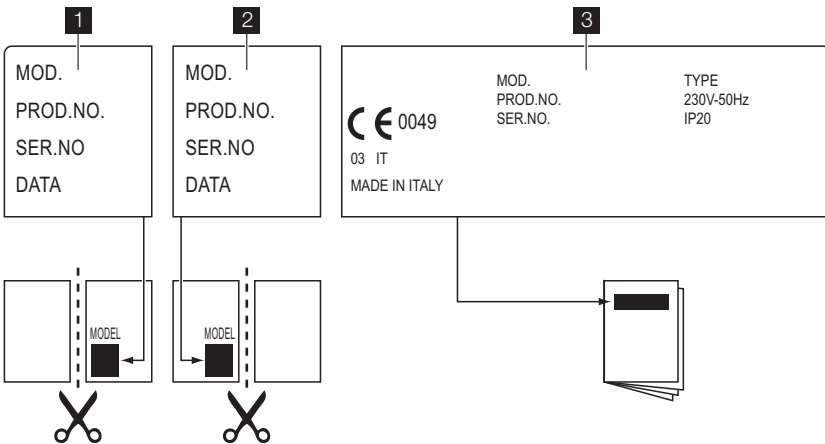 1
MOD.
PROD.NO.
SER.NO
DATA
2
MOD.
PROD.NO.
SER.NO
DATA
3
MOD.
PROD.NO.
SER.NO.
TYPE
230V-50Hz
IP20
CE 0049
03 IT
MADE IN ITALY
MODEL
MODEL